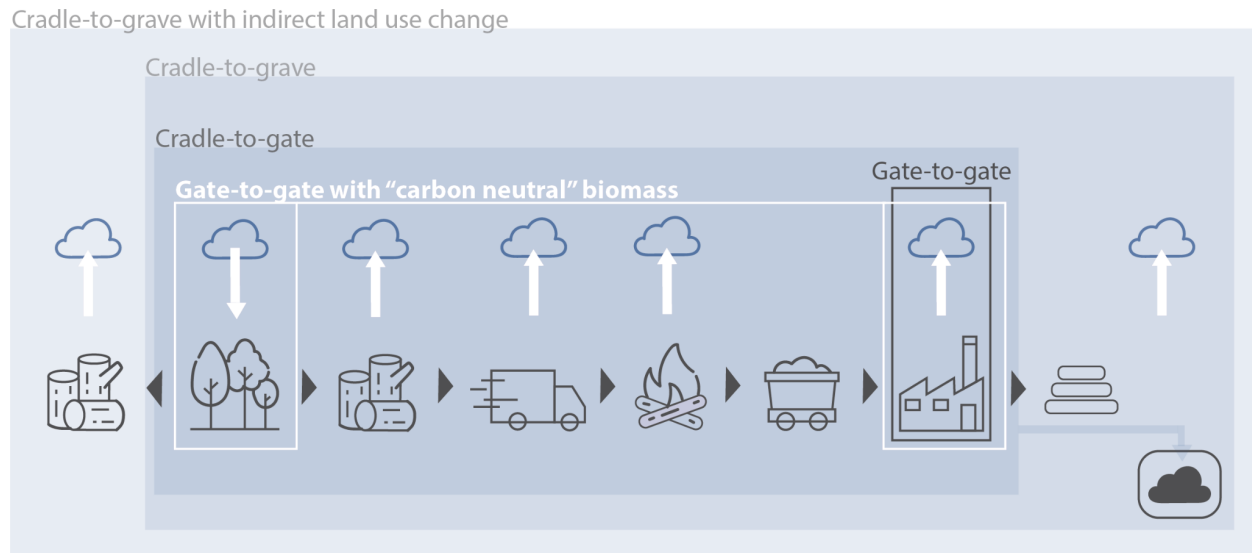 Cradle-to-grave with indirect land use change
Cradle-to-grave
Cradle-to-gate
Gate-to-gate
Gate-to-gate with “carbon neutral” biomass